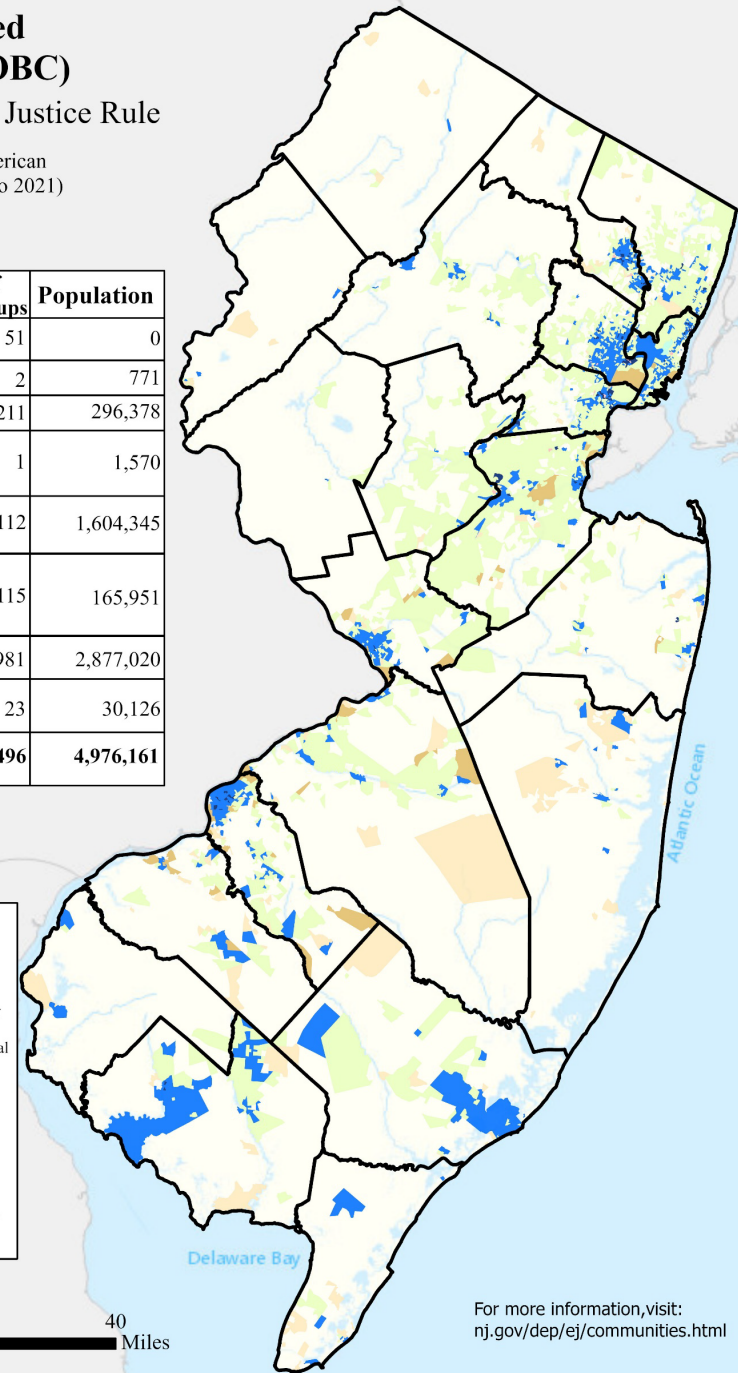 ed
DBC)
Justice Rule
erican
o 2021)
ups Population
51 0
2 771
211 296,378
1 1,570
112 1,604,345
115 165,951
981 2,877,020
23 30,126
496 4,976,161
Atlantic Ocean
al
Delaware Bay
40
Miles
For more information,visit:
nj.gov/dep/ej/communities.html